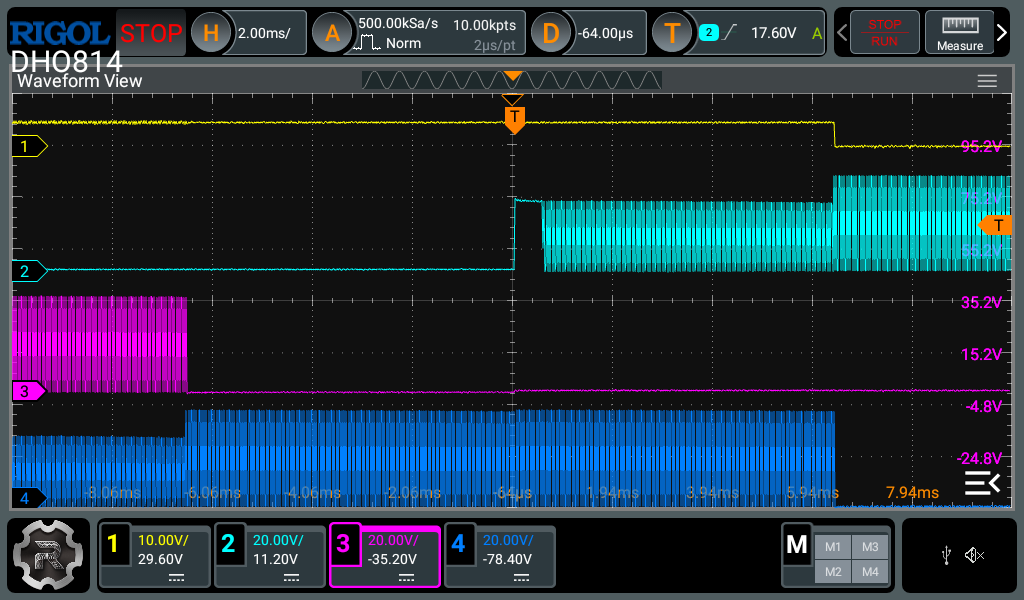 RIGOL STOP H 2.00ms/ A 500.00kSa/s 10.00kpts D -64.00µs T 2 17.60V A STOP
Norm 2µs/pt RUN Measure
DHO814
Waveform View
T
1 95.2V
75.2V
T
55.2V
2
35.2V
15.2V
3
-4.8V
-24.8V
4 -8.06ms -6.06ms -4.06ms -2.06ms -64µs 1.94ms 3.94ms 5.94ms 7.94ms
1 10.00V/ 2 20.00V/ 3 20.00V/ 4 20.00V/ M M1 M3
29.60V 11.20V -35.20V -78.40V M2 M4
R